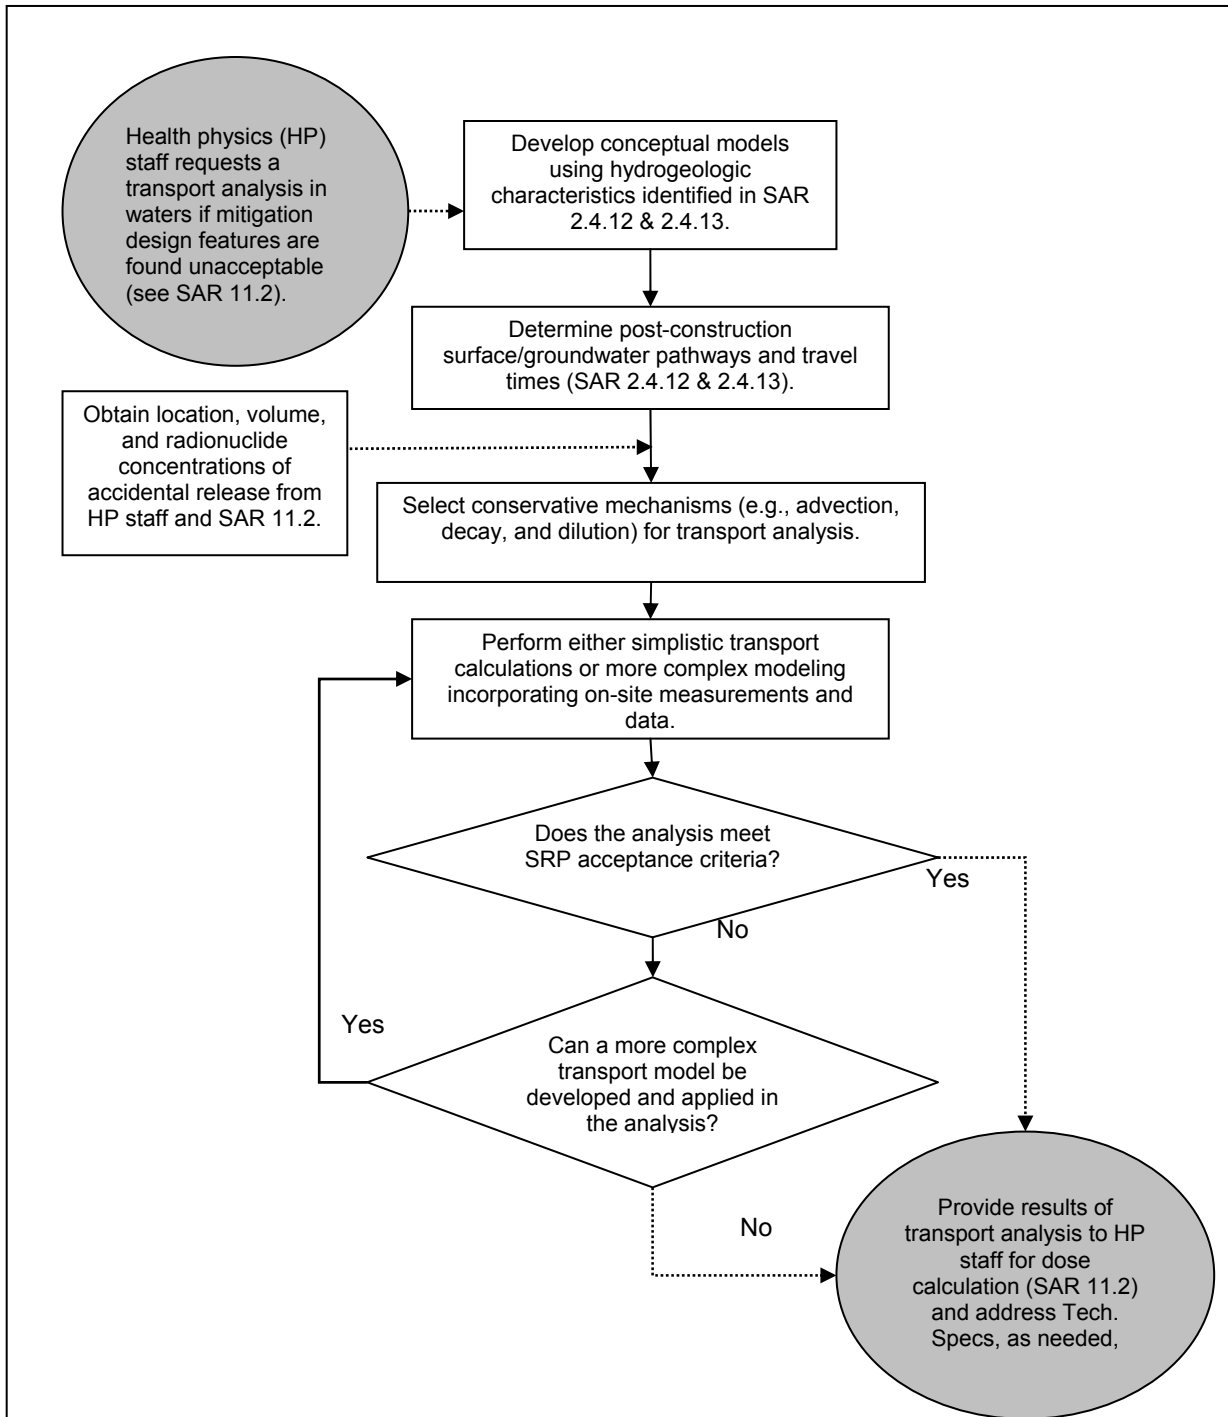 Health physics (HP)
staff requests a
transport analysis in
waters if mitigation
design features are
found unacceptable
(see SAR 11.2).
Develop conceptual models
using hydrogeologic
characteristics identified in SAR
2.4.12 & 2.4.13.
Determine post-construction
surface/groundwater pathways and travel
times (SAR 2.4.12 & 2.4.13).
Obtain location, volume,
and radionuclide
concentrations of
accidental release from
HP staff and SAR 11.2.
Select conservative mechanisms (e.g., advection,
decay, and dilution) for transport analysis.
Perform either simplistic transport
calculations or more complex modeling
incorporating on-site measurements and
data.
Does the analysis meet
SRP acceptance criteria?
Yes
No
Yes
Can a more complex
transport model be
developed and applied in
the analysis?
No
Provide results of
transport analysis to HP
staff for dose
calculation (SAR 11.2)
and address Tech.
Specs, as needed,